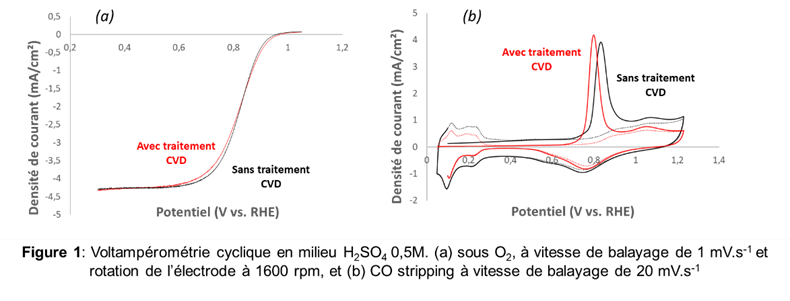 (a)
0,5
0
-0,5
-1
-1,5
-2
-2,5
-3
-3,5
-4
-4,5
-5
0,2 0,4 0,6 0,8 1 1,2
Densité de courant (mA/cm²)
Avec traitement
CVD
Sans traitement
CVD
Potentiel (V vs. RHE)
(b)
5
4
3
2
1
0
-1
-2
0 0,2 0,4 0,6 0,8 1 1,2 1,4
Densité de courant (mA/cm²)
Avec traitement
CVD
Sans traitement
CVD
Potentiel (V vs. RHE)
Figure 1: Voltampérométrie cyclique en milieu H₂SO₄ 0,5M. (a) sous O₂, à vitesse de balayage de 1 mV.s⁻¹ et
rotation de l'électrode à 1600 rpm, et (b) CO stripping à vitesse de balayage de 20 mV.s⁻¹